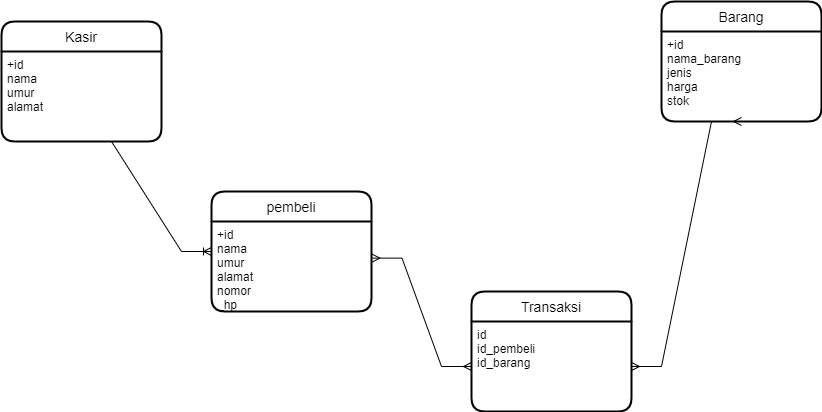 Kasir
+id
nama
umur
alamat
Barang
+id
nama_barang
jenis
harga
stok
pembeli
+id
nama
umur
alamat
nomor
hp
Transaksi
id
id_pembeli
id_barang